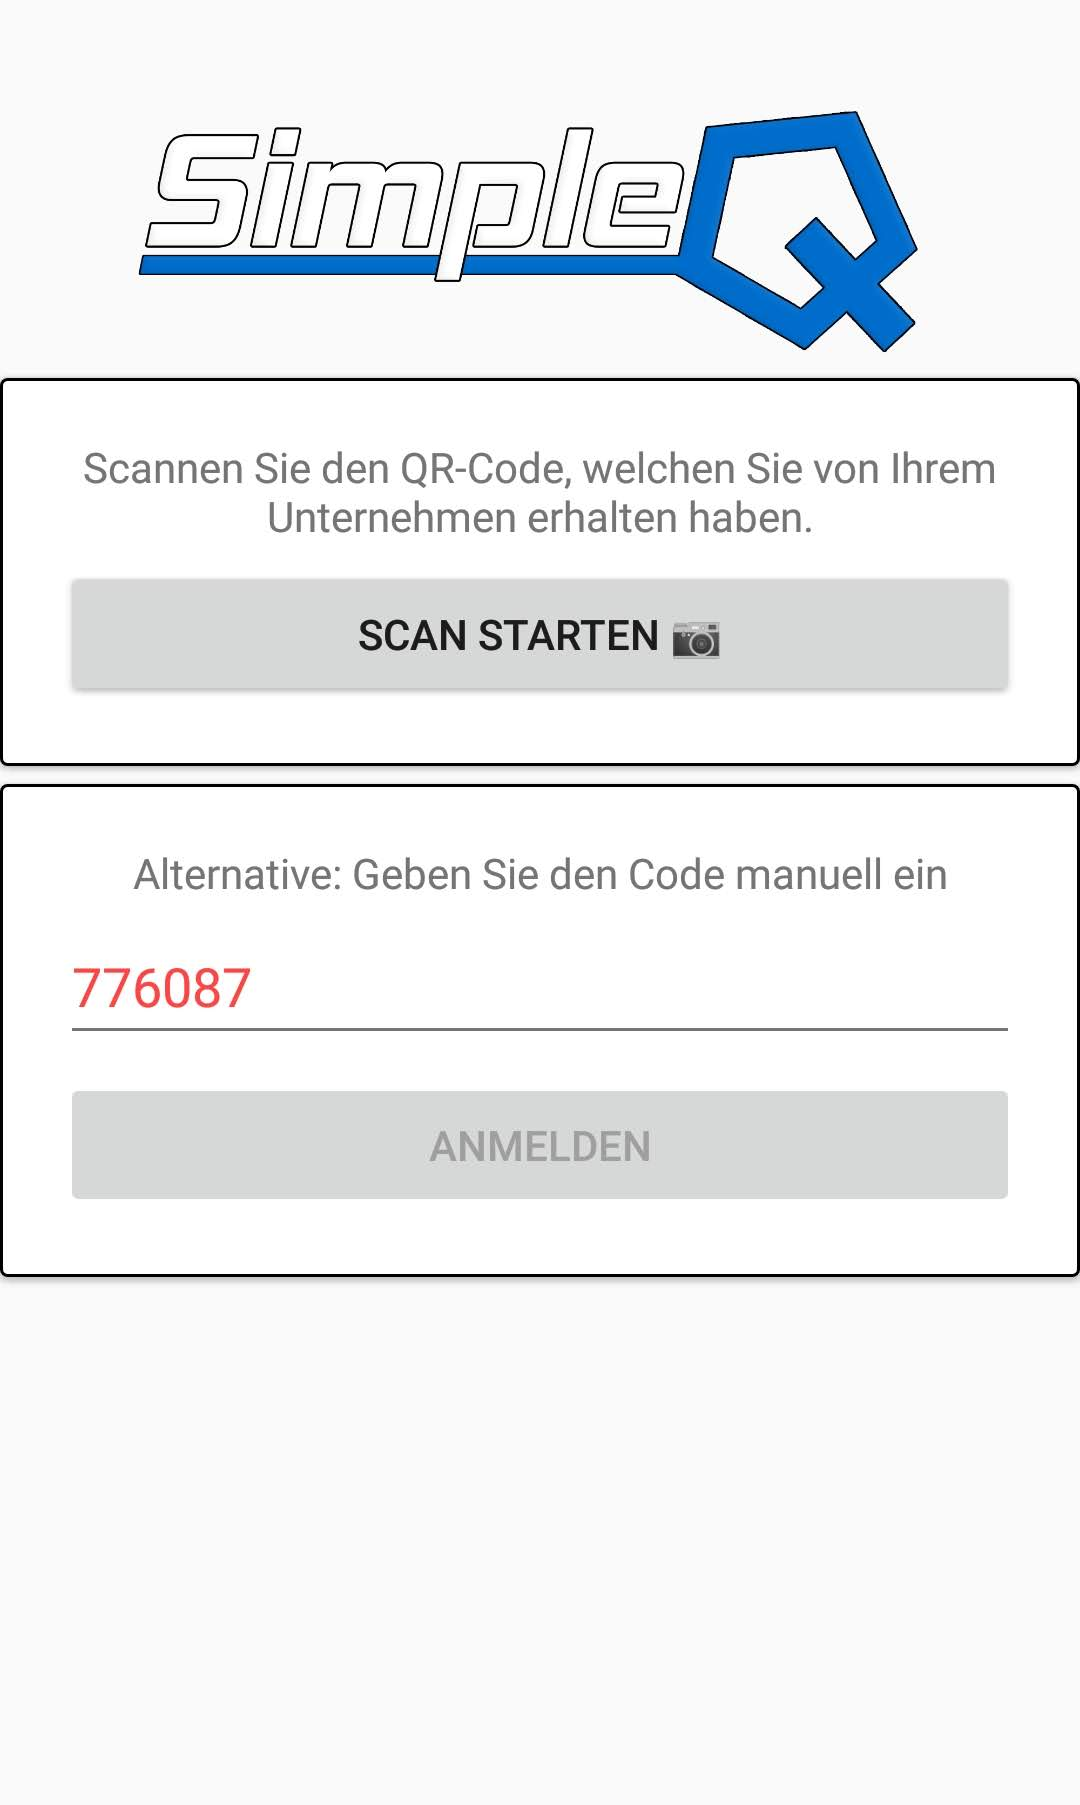 SimpleQ
Scannen Sie den QR-Code, welchen Sie von Ihrem
Unternehmen erhalten haben.
SCAN STARTEN 📷
Alternative: Geben Sie den Code manuell ein
776087
ANMELDEN